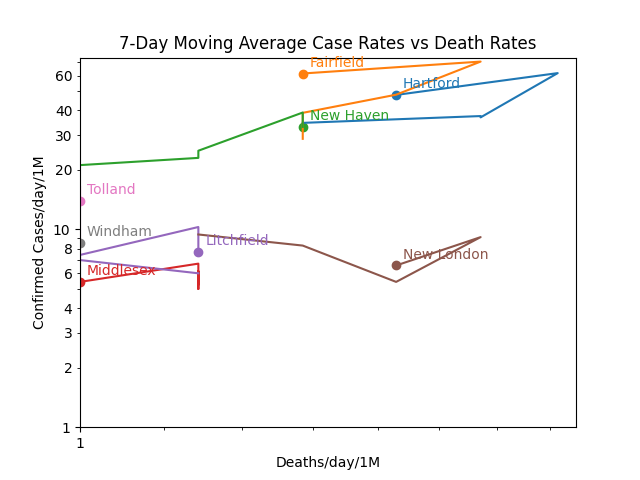 7-Day Moving Average Case Rates vs Death Rates
Fairfield
Hartford
New Haven
Tolland
Windham
Litchfield
New London
Middlesex
60
40
30
20
10
8
6
4
3
2
1
1
Confirmed Cases/day/1M
Deaths/day/1M